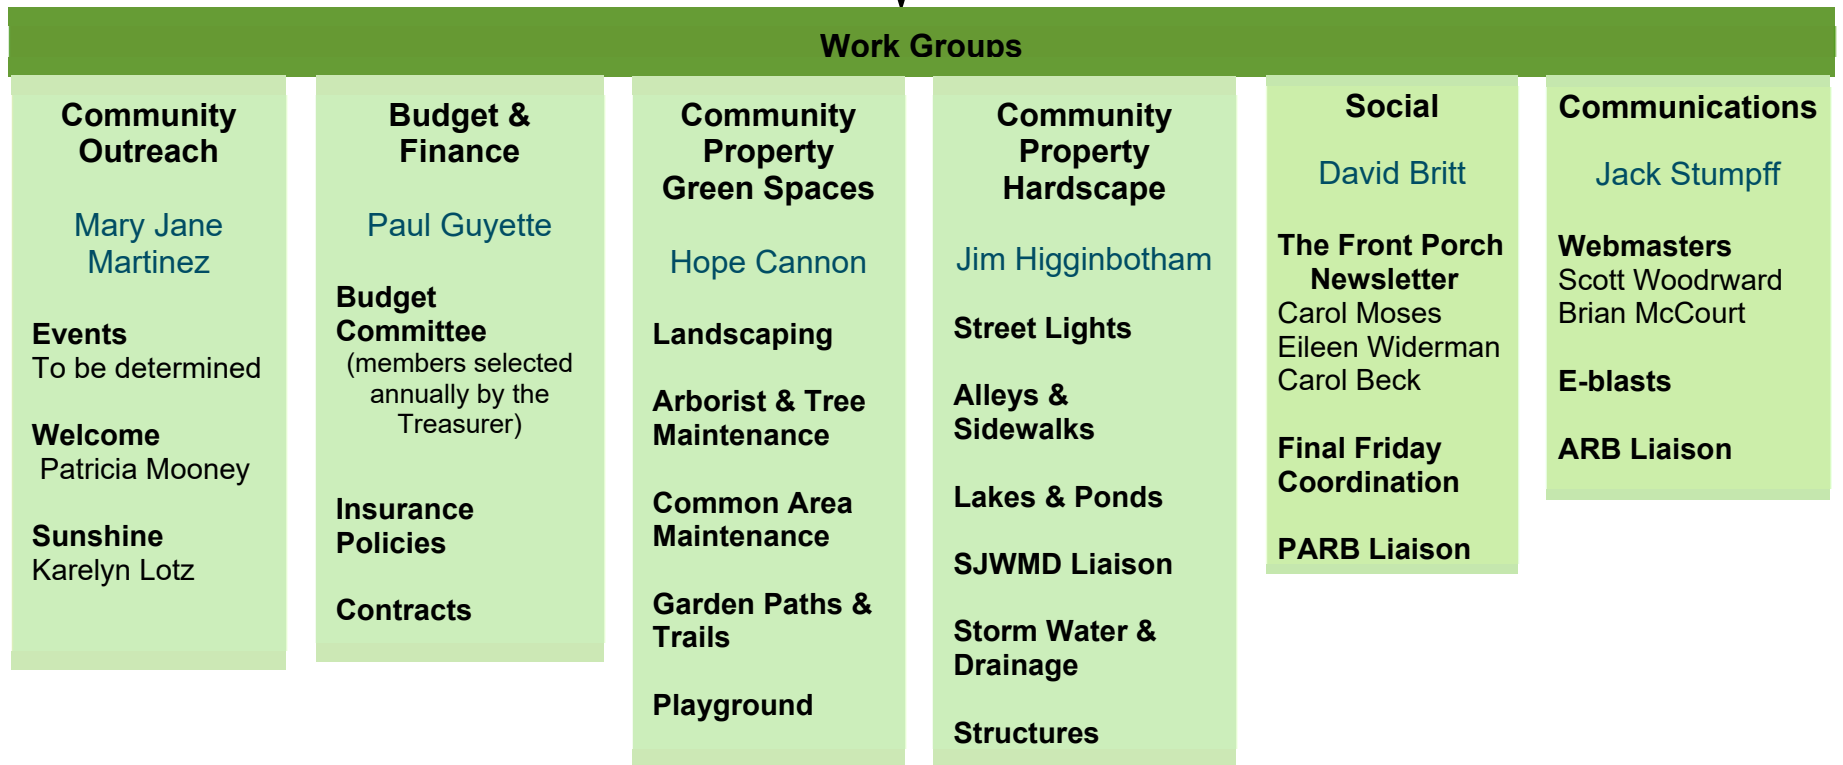 Work Groups
Community
Outreach
Mary Jane
Martinez
Events
To be determined
Welcome
Patricia Mooney
Sunshine
Karelyn Lotz
Budget &
Finance
Paul Guyette
Budget
Committee
(members selected
annually by the
Treasurer)
Insurance
Policies
Contracts
Community
Property
Green Spaces
Hope Cannon
Landscaping
Arborist & Tree
Maintenance
Common Area
Maintenance
Garden Paths &
Trails
Playground
Community
Property
Hardscape
Jim Higginbotham
Street Lights
Alleys &
Sidewalks
Lakes & Ponds
SJWMD Liaison
Storm Water &
Drainage
Structures
Social
David Britt
The Front Porch
Newsletter
Carol Moses
Eileen Widerman
Carol Beck
Final Friday
Coordination
PARB Liaison
Communications
Jack Stumpff
Webmasters
Scott Woodrward
Brian McCourt
E-blasts
ARB Liaison